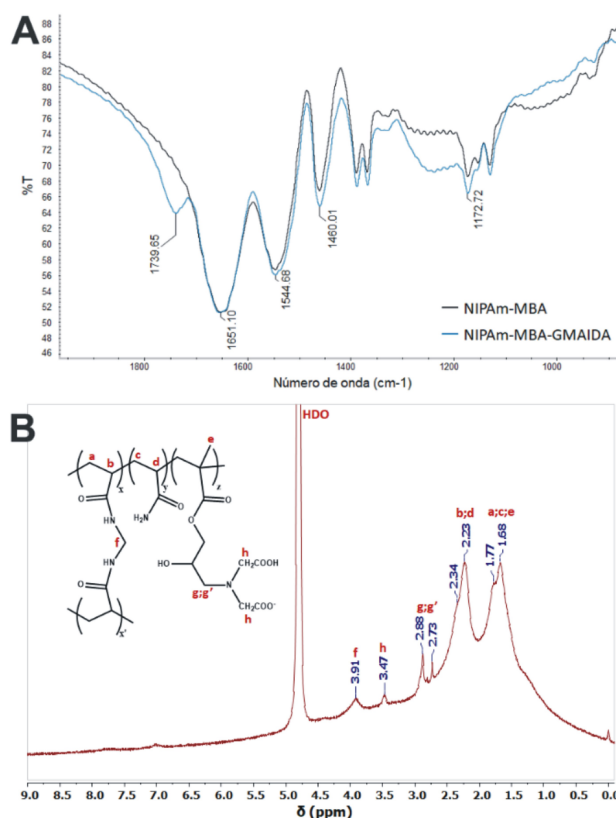 A
88
86
84
82
80
78
76
74
72
70
68
66
64
62
60
58
56
54
52
50
48
46
%T
1739.65
1651.10
1544.68
1460.01
1172.72
NIPAm-MBA
NIPAm-MBA-GMAIDA
1800 1600 1400 1200 1000
Número de onda (cm-1)
B
HDO
a b c d e
x y z
O O O
HN H₂N O
f HO h
HN CH₂COOH
N
O g;g' CH₂COO⁻
h
x'
f
3.91
h
3.47
g;g'
2.88
2.73
b;d
2.34
2.23
a;c;e
1.77
1.68
9.0 8.5 8.0 7.5 7.0 6.5 6.0 5.5 5.0 4.5 4.0 3.5 3.0 2.5 2.0 1.5 1.0 0.5 0.0
δ (ppm)